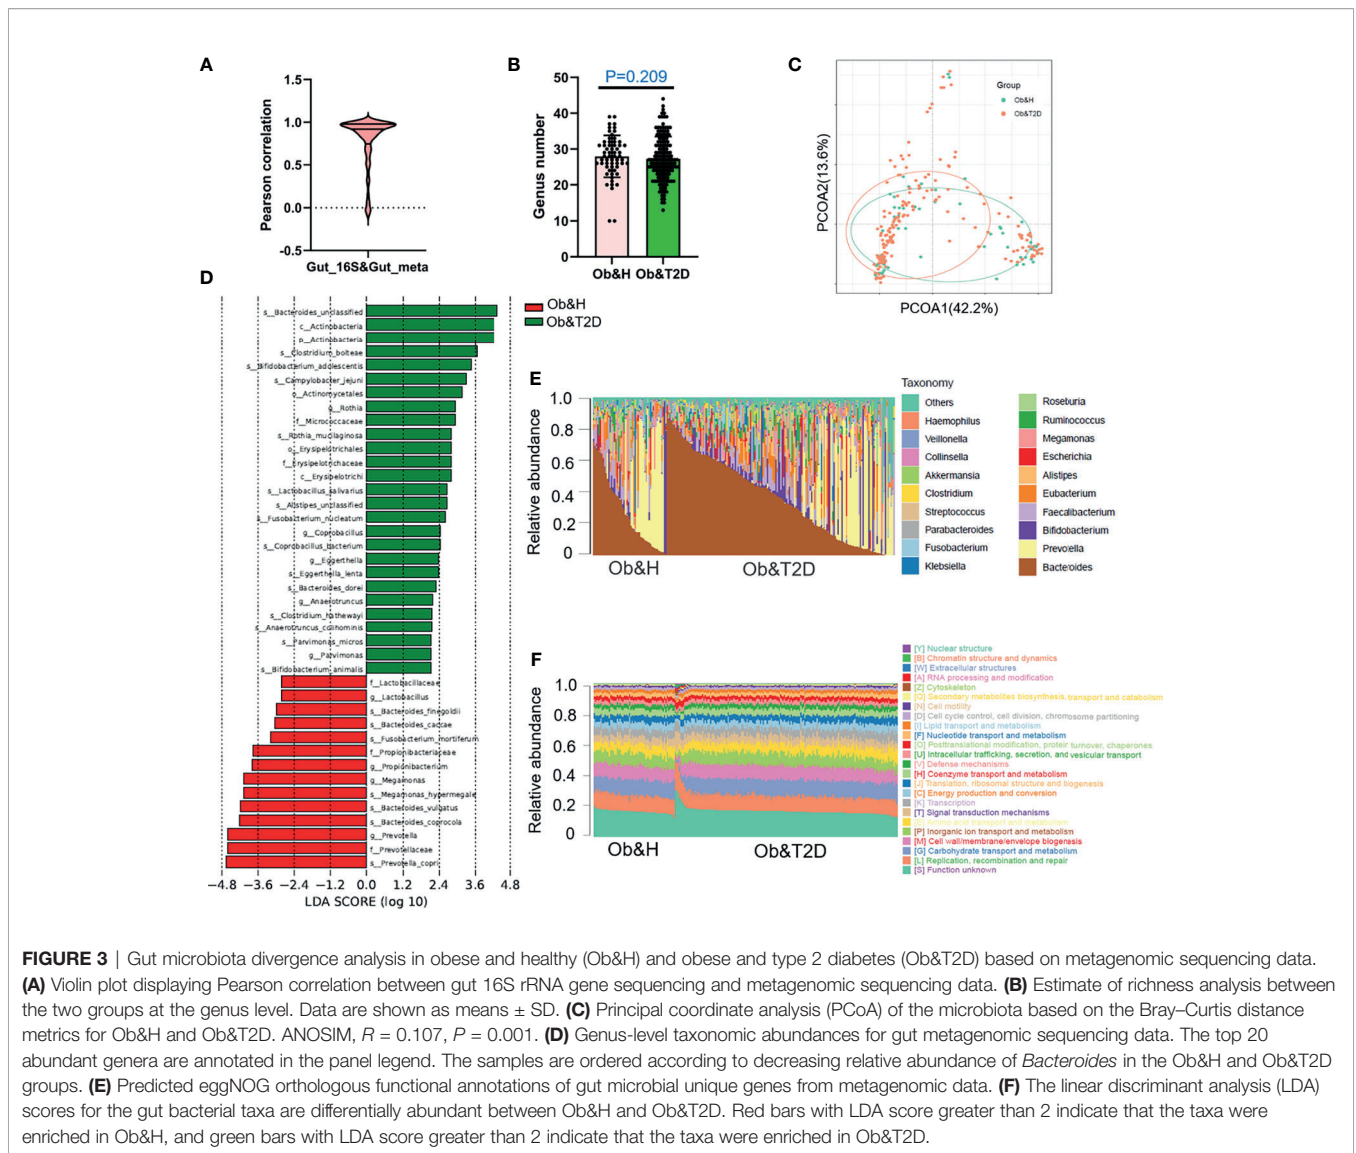 A
1.5
1.0
0.5
0.0
-0.5
Pearson correlation
Gut_16S&Gut_meta
B
P=0.209
50
40
30
20
10
0
Genus number
Ob&H Ob&T2D
C
Group
Ob&H
Ob&T2D
PCOA2(13.6%)
PCOA1(42.2%)
D
Ob&H
Ob&T2D
s__Bacteroides_unclassified
c__Actinobacteria
p__Actinobacteria
s__Clostridium_bolteae
s__Bifidobacterium_adolescentis
s__Campylobacter_jejuni
o__Actinomycetales
g__Rothia
f__Micrococcaceae
s__Rothia_mucilaginosa
o__Erysipelotrichales
f__Erysipelotrichaceae
c__Erysipelotrichi
s__Lactobacillus_salivarius
s__Alistipes_unclassified
s__Fusobacterium_nucleatum
g__Coprobacillus
s__Coprobacillus_bacterium
g__Eggerthella
s__Eggerthella_lenta
s__Bacteroides_dorei
g__Anaerotruncus
s__Clostridium_hathewayi
s__Anaerotruncus_colihominis
s__Parvimonas_micros
g__Parvimonas
s__Bifidobacterium_animalis
f__Lactobacillaceae
g__Lactobacillus
s__Bacteroides_finegoldii
s__Bacteroides_caccae
s__Fusobacterium_mortiferum
f__Propionibacteriaceae
g__Propionibacterium
g__Megamonas
s__Megamonas_hypermegale
s__Bacteroides_vulgatus
s__Bacteroides_coprocola
g__Prevotella
f__Prevotellaceae
s__Prevotella_copri
−4.8 −3.6 −2.4 −1.2 0.0 1.2 2.4 3.6 4.8
LDA SCORE (log 10)
E
1.0
0.8
0.6
0.4
0.2
0
Relative abundance
Ob&H Ob&T2D
Taxonomy
Others
Haemophilus
Veillonella
Collinsella
Akkermansia
Clostridium
Streptococcus
Parabacteroides
Fusobacterium
Klebsiella
Roseburia
Ruminococcus
Megamonas
Escherichia
Alistipes
Eubacterium
Faecalibacterium
Bifidobacterium
Prevotella
Bacteroides
F
1.0
0.8
0.6
0.4
0.2
0
Relative abundance
Ob&H Ob&T2D
[Y] Nuclear structure
[B] Chromatin structure and dynamics
[W] Extracellular structures
[A] RNA processing and modification
[Z] Cytoskeleton
[Q] Secondary metabolites biosynthesis, transport and catabolism
[N] Cell motility
[D] Cell cycle control, cell division, chromosome partitioning
[I] Lipid transport and metabolism
[F] Nucleotide transport and metabolism
[O] Posttranslational modification, protein turnover, chaperones
[U] Intracellular trafficking, secretion, and vesicular transport
[V] Defense mechanisms
[H] Coenzyme transport and metabolism
[J] Translation, ribosomal structure and biogenesis
[C] Energy production and conversion
[K] Transcription
[T] Signal transduction mechanisms
[E] Amino acid transport and metabolism
[P] Inorganic ion transport and metabolism
[M] Cell wall/membrane/envelope biogenesis
[G] Carbohydrate transport and metabolism
[L] Replication, recombination and repair
[S] Function unknown
FIGURE 3 | Gut microbiota divergence analysis in obese and healthy (Ob&H) and obese and type 2 diabetes (Ob&T2D) based on metagenomic sequencing data.
(A) Violin plot displaying Pearson correlation between gut 16S rRNA gene sequencing and metagenomic sequencing data. (B) Estimate of richness analysis between
the two groups at the genus level. Data are shown as means ± SD. (C) Principal coordinate analysis (PCoA) of the microbiota based on the Bray–Curtis distance
metrics for Ob&H and Ob&T2D. ANOSIM, R = 0.107, P = 0.001. (D) Genus-level taxonomic abundances for gut metagenomic sequencing data. The top 20
abundant genera are annotated in the panel legend. The samples are ordered according to decreasing relative abundance of Bacteroides in the Ob&H and Ob&T2D
groups. (E) Predicted eggNOG orthologous functional annotations of gut microbial unique genes from metagenomic data. (F) The linear discriminant analysis (LDA)
scores for the gut bacterial taxa are differentially abundant between Ob&H and Ob&T2D. Red bars with LDA score greater than 2 indicate that the taxa were
enriched in Ob&H, and green bars with LDA score greater than 2 indicate that the taxa were enriched in Ob&T2D.